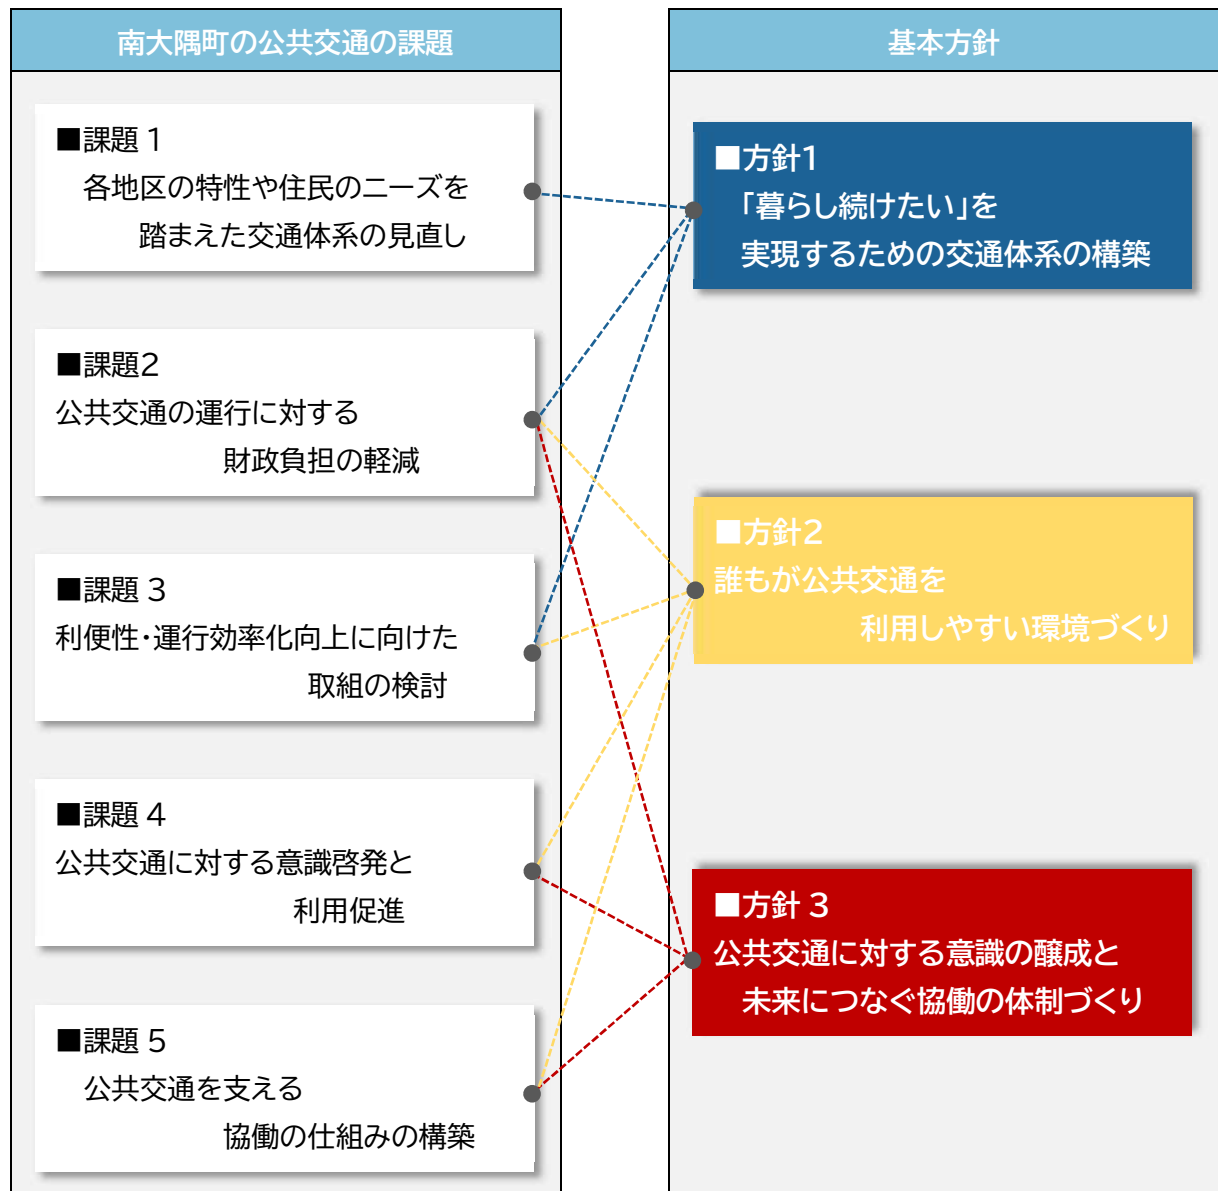 南大隅町の公共交通の課題
■課題 1
各地区の特性や住民のニーズを
踏まえた交通体系の見直し
■課題2
公共交通の運行に対する
財政負担の軽減
■課題 3
利便性・運行効率化向上に向けた
取組の検討
■課題 4
公共交通に対する意識啓発と
利用促進
■課題 5
公共交通を支える
協働の仕組みの構築
基本方針
■方針1
「暮らし続けたい」を
実現するための交通体系の構築
■方針2
誰もが公共交通を
利用しやすい環境づくり
■方針 3
公共交通に対する意識の醸成と
未来につなぐ協働の体制づくり